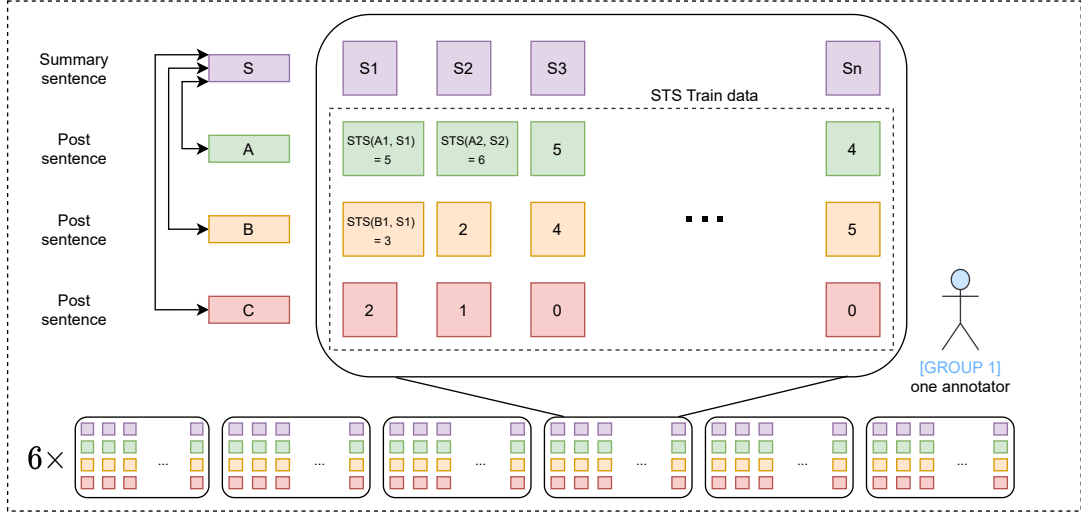 Summary
sentence
S
S1
S2
S3
Sn
STS Train data
Post
sentence
A
STS(A1, S1)
= 5
STS(A2, S2)
= 6
5
4
Post
sentence
B
STS(B1, S1)
= 3
2
4
...
5
Post
sentence
C
2
1
0
0
[GROUP 1]
one annotator
6×
...
...
...
...
...
...